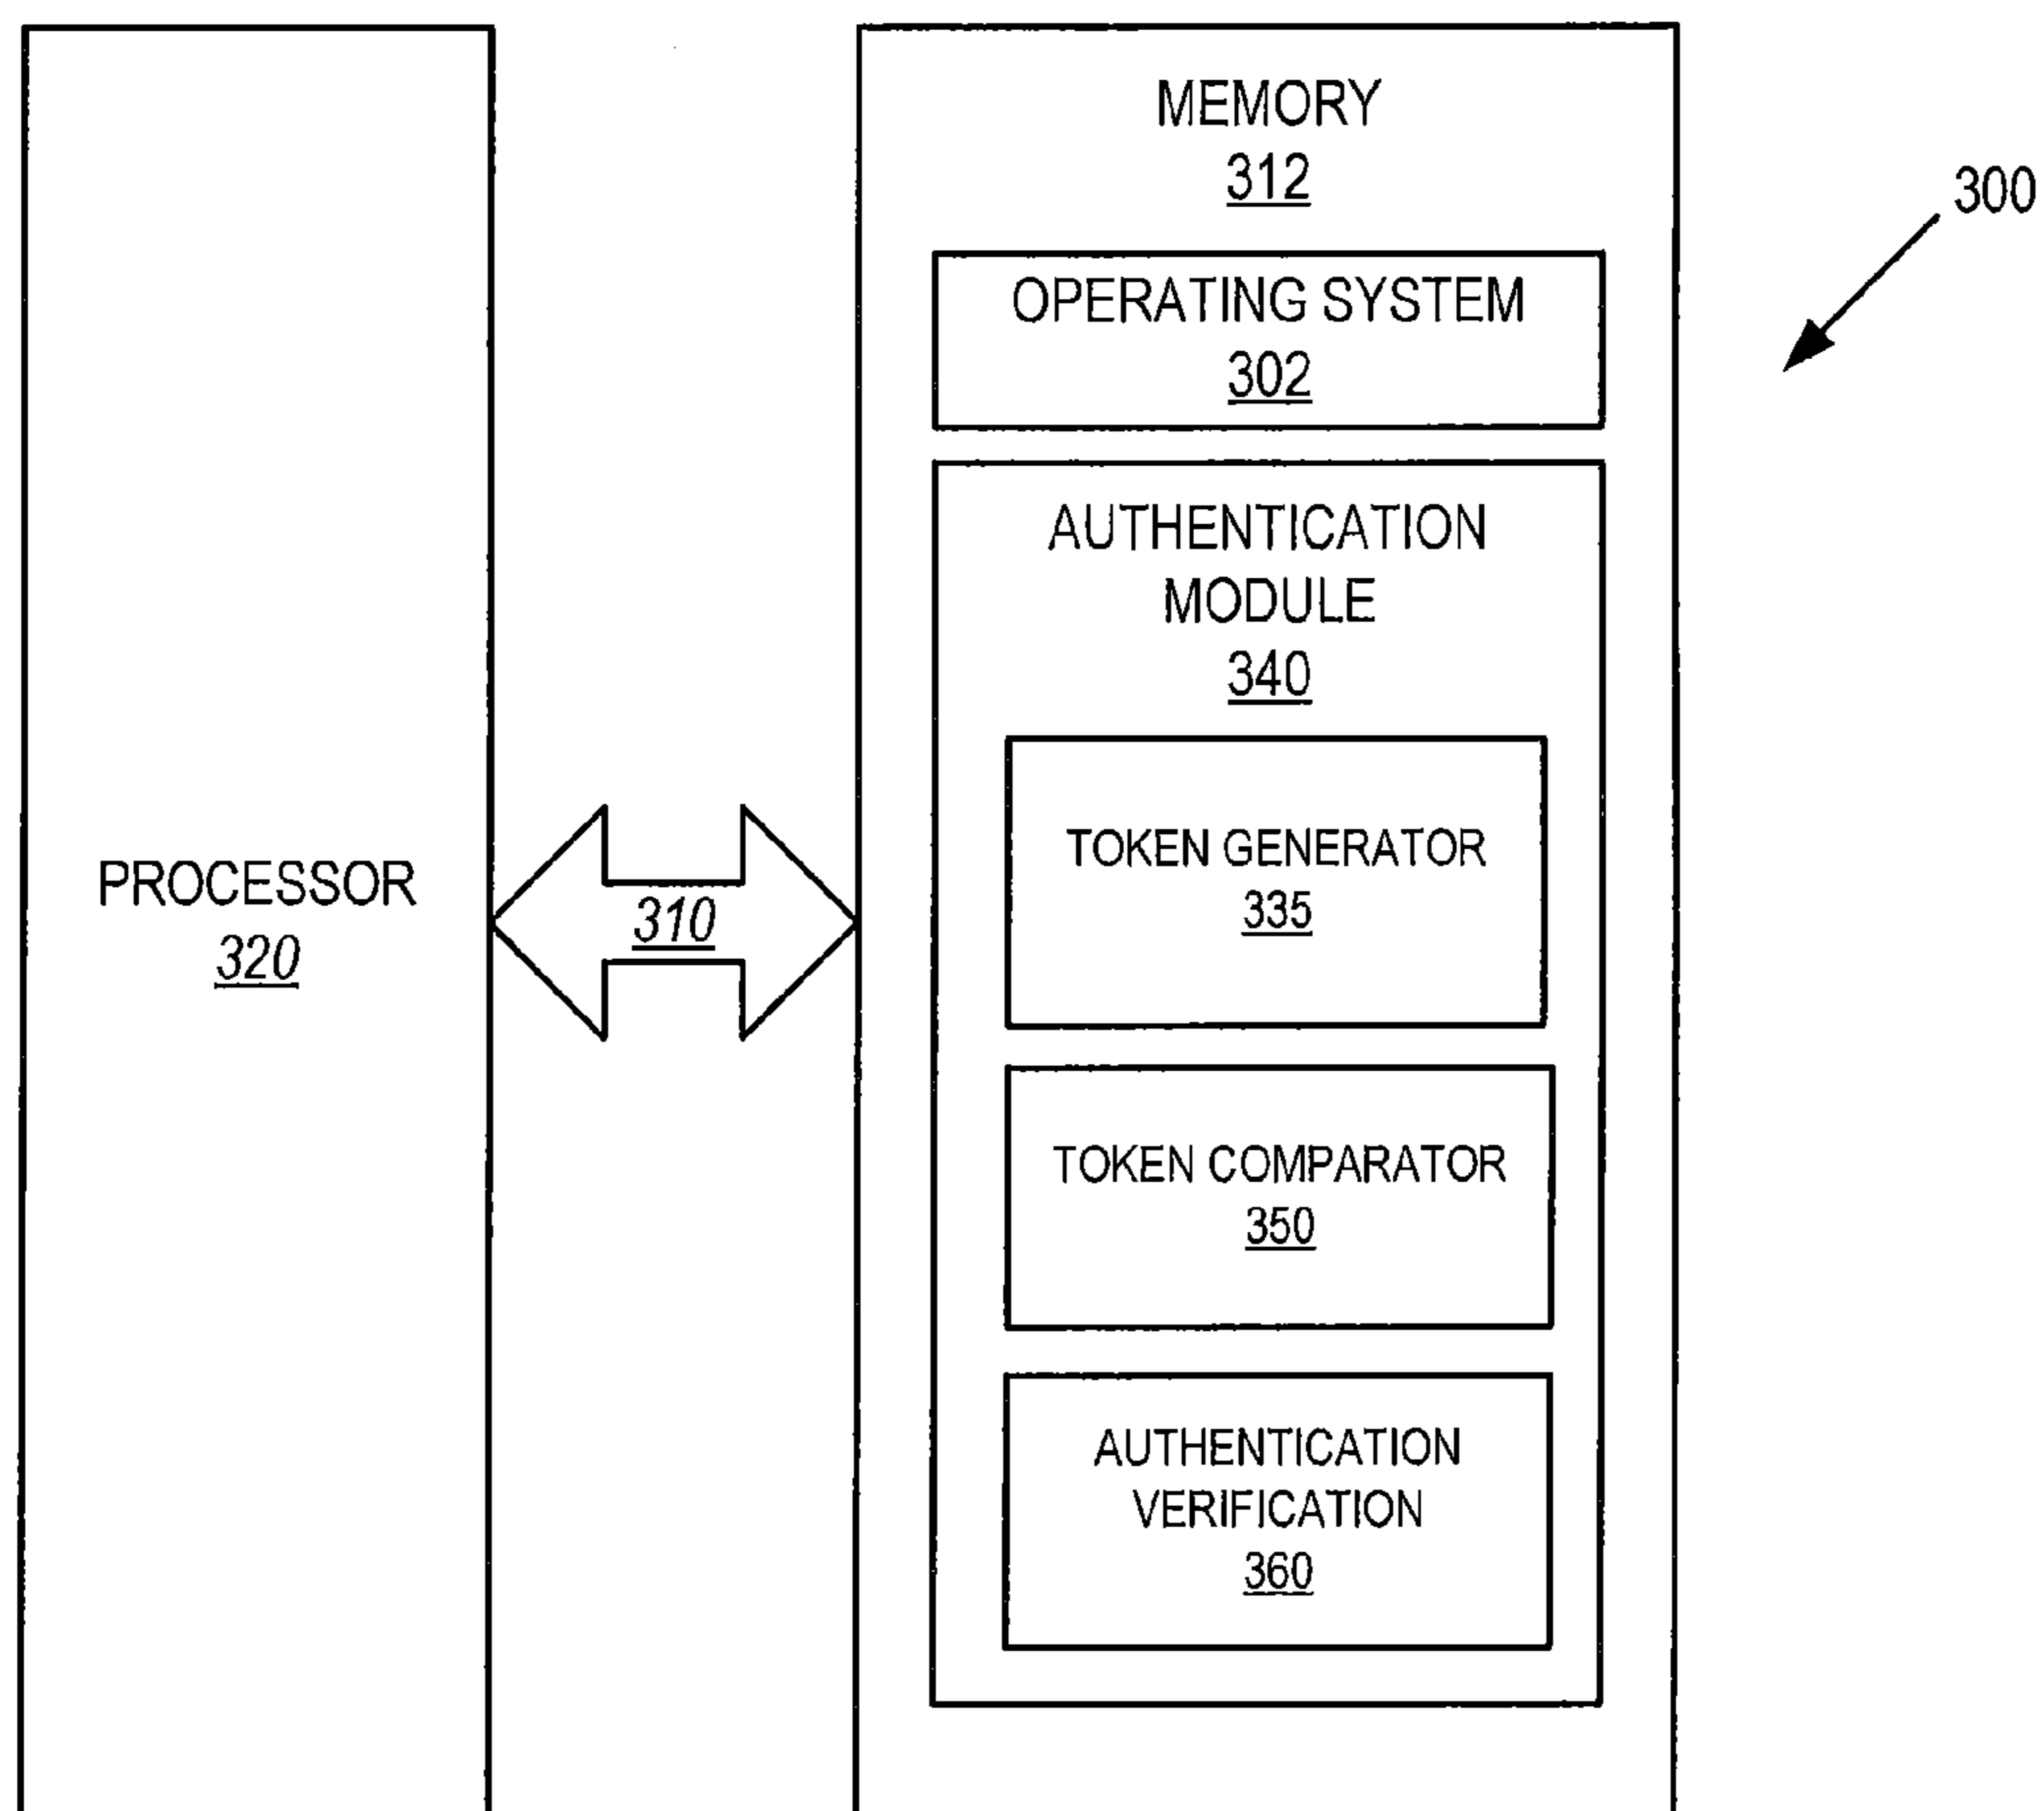 MEMORY
312
300
OPERATING SYSTEM
302
AUTHENTICATION
MODULE
340
TOKEN GENERATOR
335
PROCESSOR
320
310
TOKEN COMPARATOR
350
AUTHENTICATION
VERIFICATION
360